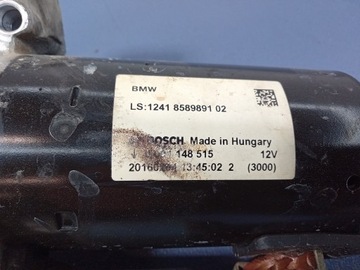 BMW
LS:1241 8589891 02
BOSCH Made in Hungary
148 515 12V
13:45:02 2 (3000)